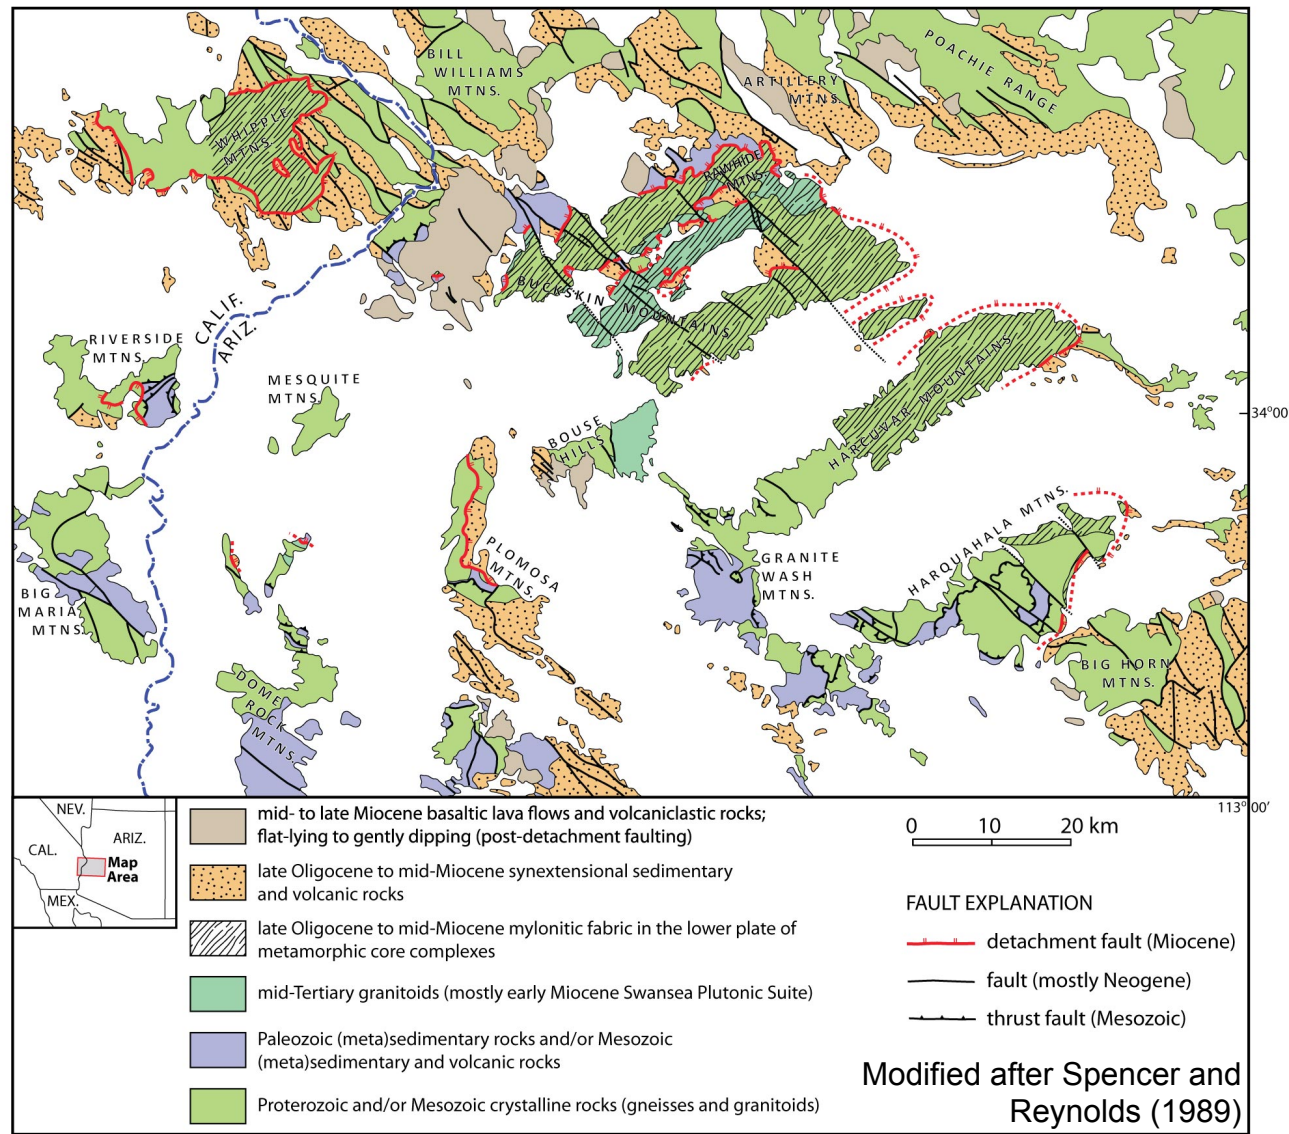 BILL
WILLIAMS
MTNS.
ARTILLERY
MTNS.
POACHIE RANGE
WHIPPLE
MTNS.
RAWHIDE
MTNS.
BUCKSKIN
MOUNTAINS
CALIF.
ARIZ.
RIVERSIDE
MTNS.
MESQUITE
MTNS.
HARCUVAR MOUNTAINS
34°00
BOUSE
HILLS
HARQUAHALA MTNS.
PLOMOSA
MTNS.
GRANITE
WASH
MTNS.
BIG
MARIA
MTNS.
DOME
ROCK
MTNS.
BIG HORN
MTNS.
113°00'
NEV.
CAL.
ARIZ.
Map
Area
MEX.
mid- to late Miocene basaltic lava flows and volcaniclastic rocks;
flat-lying to gently dipping (post-detachment faulting)
late Oligocene to mid-Miocene synextensional sedimentary
and volcanic rocks
late Oligocene to mid-Miocene mylonitic fabric in the lower plate of
metamorphic core complexes
mid-Tertiary granitoids (mostly early Miocene Swansea Plutonic Suite)
Paleozoic (meta)sedimentary rocks and/or Mesozoic
(meta)sedimentary and volcanic rocks
Proterozoic and/or Mesozoic crystalline rocks (gneisses and granitoids)
0 10 20 km
FAULT EXPLANATION
detachment fault (Miocene)
fault (mostly Neogene)
thrust fault (Mesozoic)
Modified after Spencer and
Reynolds (1989)